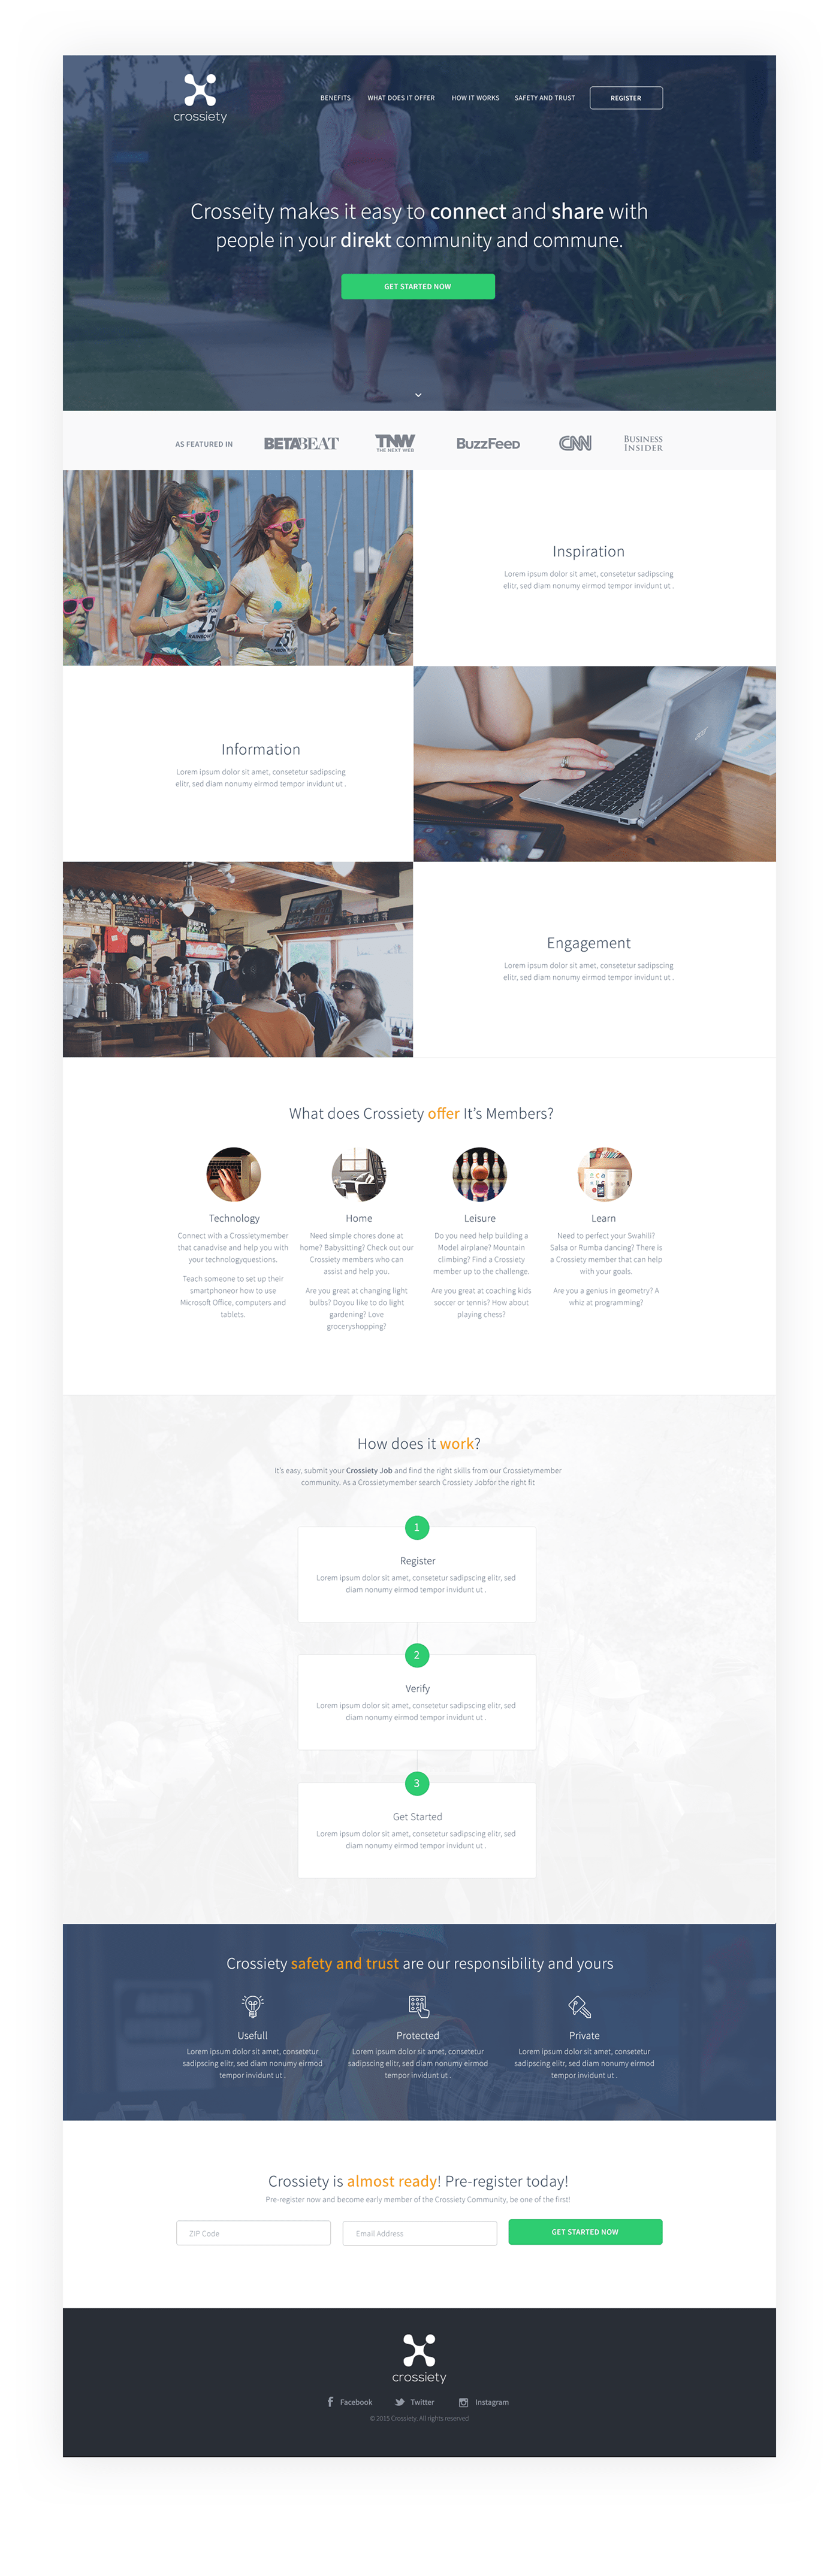 crossiety
BENEFITS
WHAT DOES IT OFFER
HOW IT WORKS
SAFETY AND TRUST
REGISTER
Crosseity makes it easy to connect and share with
people in your direkt community and commune.
GET STARTED NOW
AS FEATURED IN
BETABEAT
TNW
THE NEXT WEB
BuzzFeed
CNN
BUSINESS
INSIDER
Inspiration
Lorem ipsum dolor sit amet, consetetur sadipscing
elitr, sed diam nonumy eirmod tempor invidunt ut .
Information
Lorem ipsum dolor sit amet, consetetur sadipscing
elitr, sed diam nonumy eirmod tempor invidunt ut .
acer
SOUPS
Engagement
Lorem ipsum dolor sit amet, consetetur sadipscing
elitr, sed diam nonumy eirmod tempor invidunt ut .
What does Crossiety offer It's Members?
Technology
Connect with a Crossietymember
that canadvise and help you with
your technologyquestions.
Teach someone to set up their
smartphoneor how to use
Microsoft Office, computers and
tablets.
Home
Need simple chores done at
home? Babysitting? Check out our
Crossiety members who can
assist and help you.
Are you great at changing light
bulbs? Doyou like to do light
gardening? Love
groceryshopping?
Leisure
Do you need help building a
Model airplane? Mountain
climbing? Find a Crossiety
member up to the challenge.
Are you great at coaching kids
soccer or tennis? How about
playing chess?
Learn
Need to perfect your Swahili?
Salsa or Rumba dancing? There is
a Crossiety member that can help
with your goals.
Are you a genius in geometry? A
whiz at programming?
How does it work?
It's easy, submit your Crossiety Job and find the right skills from our Crossietymember
community. As a Crossietymember search Crossiety Jobfor the right fit
1
Register
Lorem ipsum dolor sit amet, consetetur sadipscing elitr, sed
diam nonumy eirmod tempor invidunt ut .
2
Verify
Lorem ipsum dolor sit amet, consetetur sadipscing elitr, sed
diam nonumy eirmod tempor invidunt ut .
3
Get Started
Lorem ipsum dolor sit amet, consetetur sadipscing elitr, sed
diam nonumy eirmod tempor invidunt ut .
Crossiety safety and trust are our responsibility and yours
Usefull
Lorem ipsum dolor sit amet, consetetur
sadipscing elitr, sed diam nonumy eirmod
tempor invidunt ut .
Protected
Lorem ipsum dolor sit amet, consetetur
sadipscing elitr, sed diam nonumy eirmod
tempor invidunt ut .
Private
Lorem ipsum dolor sit amet, consetetur
sadipscing elitr, sed diam nonumy eirmod
tempor invidunt ut .
Crossiety is almost ready! Pre-register today!
Pre-register now and become early member of the Crossiety Community, be one of the first!
ZIP Code
Email Address
GET STARTED NOW
crossiety
Facebook
Twitter
Instagram
© 2015 Crossiety. All rights reserved